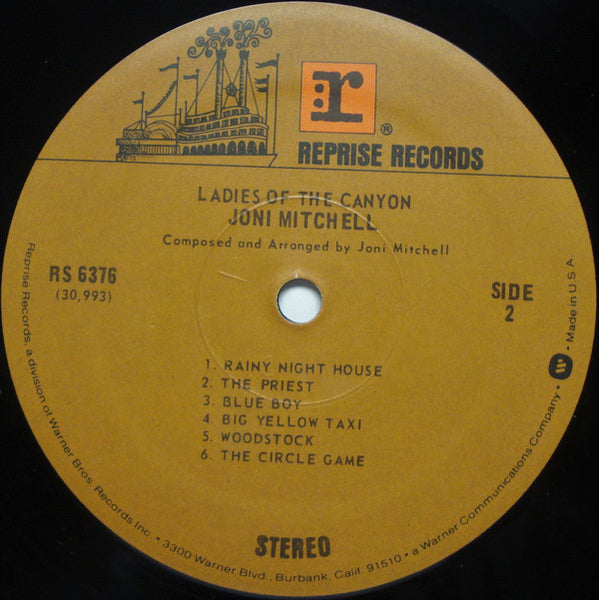 :r
®
REPRISE RECORDS
LADIES OF THE CANYON
JONI MITCHELL
Composed and Arranged by Joni Mitchell
RS 6376
(30,993)
SIDE
2
1. RAINY NIGHT HOUSE
2. THE PRIEST
3. BLUE BOY
4. BIG YELLOW TAXI
5. WOODSTOCK
6. THE CIRCLE GAME
STEREO
Reprise Records, a division of Warner Bros. Records Inc. • 3300 Warner Blvd., Burbank, Calif. 91510 • a Warner Communications Company • W • Made in U.S.A.